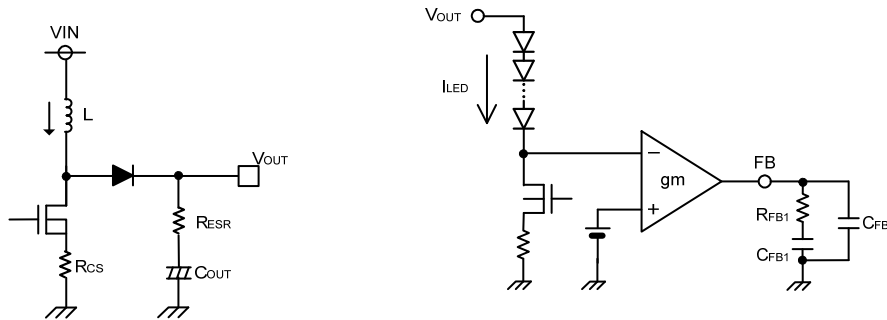 VIN
L
VOUT
RESR
RCS
COUT
VOUT
ILED
−
gm
+
FB
RFB1
CFB1
CFB